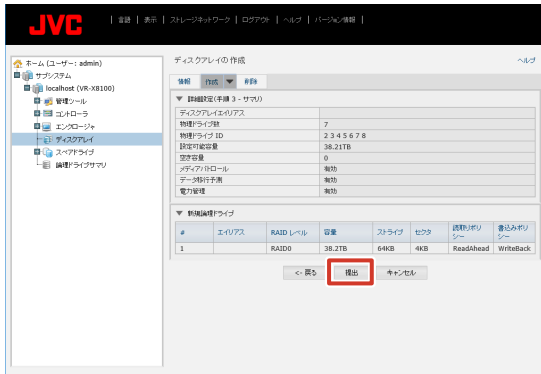 JVC
| 言語 | 表示 | ストレージネットワーク | ログアウト | ヘルプ | バージョン情報 |
ホーム (ユーザー: admin)
サブシステム
localhost (VR-X8100)
管理ツール
コントローラ
エンクロージャ
ディスクアレイ
スペアドライブ
論理ドライブサマリ
ディスクアレイの作成
ヘルプ
情報 作成 ▼ 削除
▼ 詳細設定(手順 3 - サマリ)
ディスクアレイエイリアス
物理ドライブ数 7
物理ドライブ ID 2 3 4 5 6 7 8
設定可能容量 38.21TB
空き容量 0
メディアパトロール 有効
データ移行予測 有効
電力管理 有効
▼ 新規論理ドライブ
# エイリアス RAID レベル 容量 ストライプ セクタ 読取りポリシー 書込みポリシー
1 RAID0 38.2TB 64KB 4KB ReadAhead WriteBack
<- 戻る 提出 キャンセル